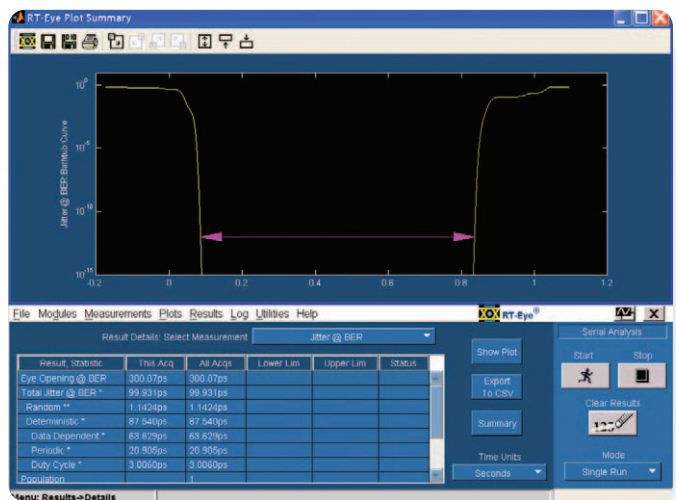 RT-Eye Plot Summary
10⁰
10⁻⁵
10⁻¹⁰
10⁻¹⁵
Jitter @ BER: Bathtub Curve
-0.2 0 0.2 0.4 0.6 0.8 1 1.2
File Modules Measurements Plots Results Log Utilities Help RT-Eye® X
Result Details: Select Measurement Jitter @ BER
Serial Analysis
Show Plot
Start Stop
Result, Statistic This Acq All Acqs Lower Lim Upper Lim Status
Eye Opening @ BER 300.07ps 300.07ps
Total Jitter @ BER * 99.931ps 99.931ps
Random ** 1.1424ps 1.1424ps
Deterministic * 87.540ps 87.540ps
Data Dependent * 63.629ps 63.629ps
Periodic * 20.905ps 20.905ps
Duty Cycle * 3.0060ps 3.0060ps
Population 1
Export
To CSV
Summary
Time Units
Seconds
Clear Results
123
Mode
Single Run
Menu: Results->Details